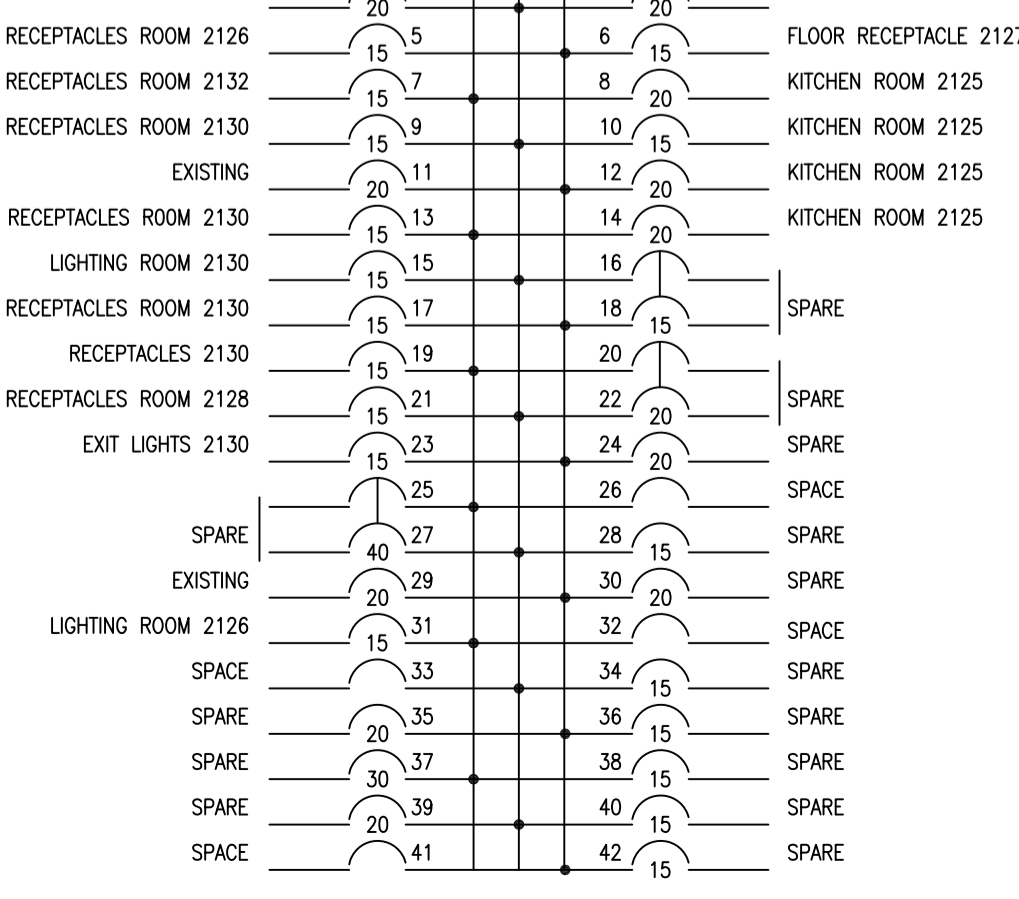 20 20
RECEPTACLES ROOM 2126 5 6 FLOOR RECEPTACLE 2127
15 15
RECEPTACLES ROOM 2132 7 8 KITCHEN ROOM 2125
15 20
RECEPTACLES ROOM 2130 9 10 KITCHEN ROOM 2125
15 20
EXISTING 11 12 KITCHEN ROOM 2125
20 20
RECEPTACLES ROOM 2130 13 14 KITCHEN ROOM 2125
15 20
LIGHTING ROOM 2130 15 16
15
RECEPTACLES ROOM 2130 17 18 SPARE
15 15
RECEPTACLES 2130 19 20
15
RECEPTACLES ROOM 2128 21 22 SPARE
15 20
EXIT LIGHTS 2130 23 24 SPARE
15 20
25 26 SPACE
SPARE 27 28 SPARE
40 15
EXISTING 29 30 SPARE
20 20
LIGHTING ROOM 2126 31 32 SPACE
15
SPACE 33 34 SPARE
15
SPARE 35 36 SPARE
20 15
SPARE 37 38 SPARE
30 15
SPARE 39 40 SPARE
20 15
SPACE 41 42 SPARE
15